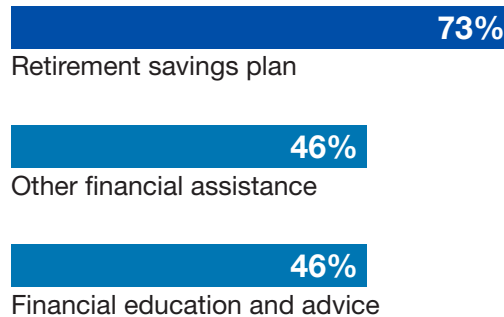 73%
Retirement savings plan
46%
Other financial assistance
46%
Financial education and advice